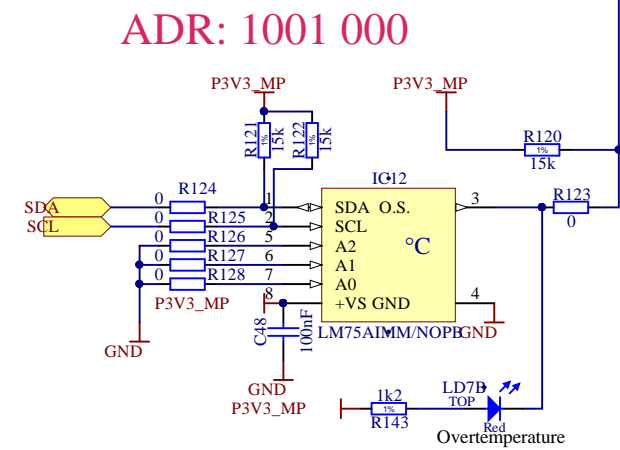 ADR: 1001 000
P3V3_MP
P3V3_MP
R121
1%
15k
R122
1%
15k
R120
1%
15k
IC12
SDA
0
R124
1
SDA O.S.
3
R123
0
SCL
0
R125
2
SCL
0
R126
5
A2
°C
0
R127
6
A1
0
R128
7
A0
P3V3_MP
8
+VS GND
4
C48
100nF
LM75AIMM/NOPB
GND
GND
GND
P3V3_MP
1k2
1%
R143
LD7B
TOP
Red
Overtemperature